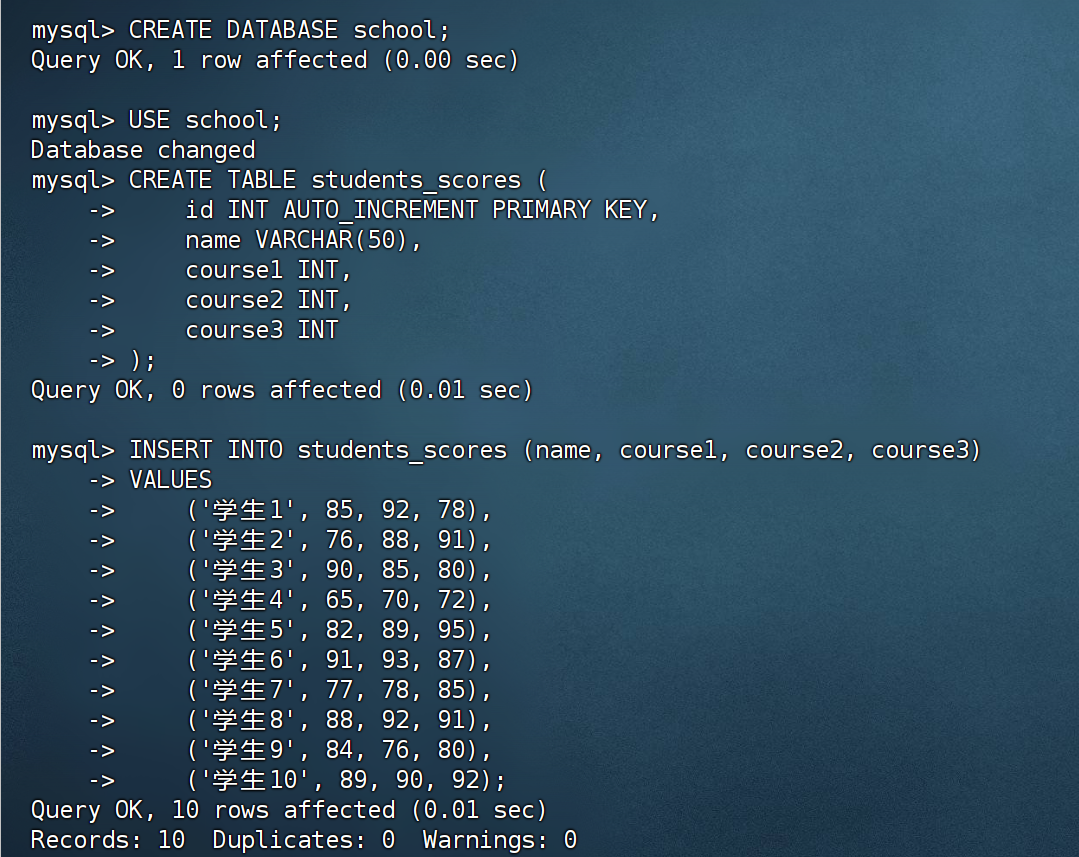 mysql> CREATE DATABASE school;
Query OK, 1 row affected (0.00 sec)

mysql> USE school;
Database changed
mysql> CREATE TABLE students_scores (
    ->     id INT AUTO_INCREMENT PRIMARY KEY,
    ->     name VARCHAR(50),
    ->     course1 INT,
    ->     course2 INT,
    ->     course3 INT
    -> );
Query OK, 0 rows affected (0.01 sec)

mysql> INSERT INTO students_scores (name, course1, course2, course3)
    -> VALUES
    ->     ('学生1', 85, 92, 78),
    ->     ('学生2', 76, 88, 91),
    ->     ('学生3', 90, 85, 80),
    ->     ('学生4', 65, 70, 72),
    ->     ('学生5', 82, 89, 95),
    ->     ('学生6', 91, 93, 87),
    ->     ('学生7', 77, 78, 85),
    ->     ('学生8', 88, 92, 91),
    ->     ('学生9', 84, 76, 80),
    ->     ('学生10', 89, 90, 92);
Query OK, 10 rows affected (0.01 sec)
Records: 10  Duplicates: 0  Warnings: 0